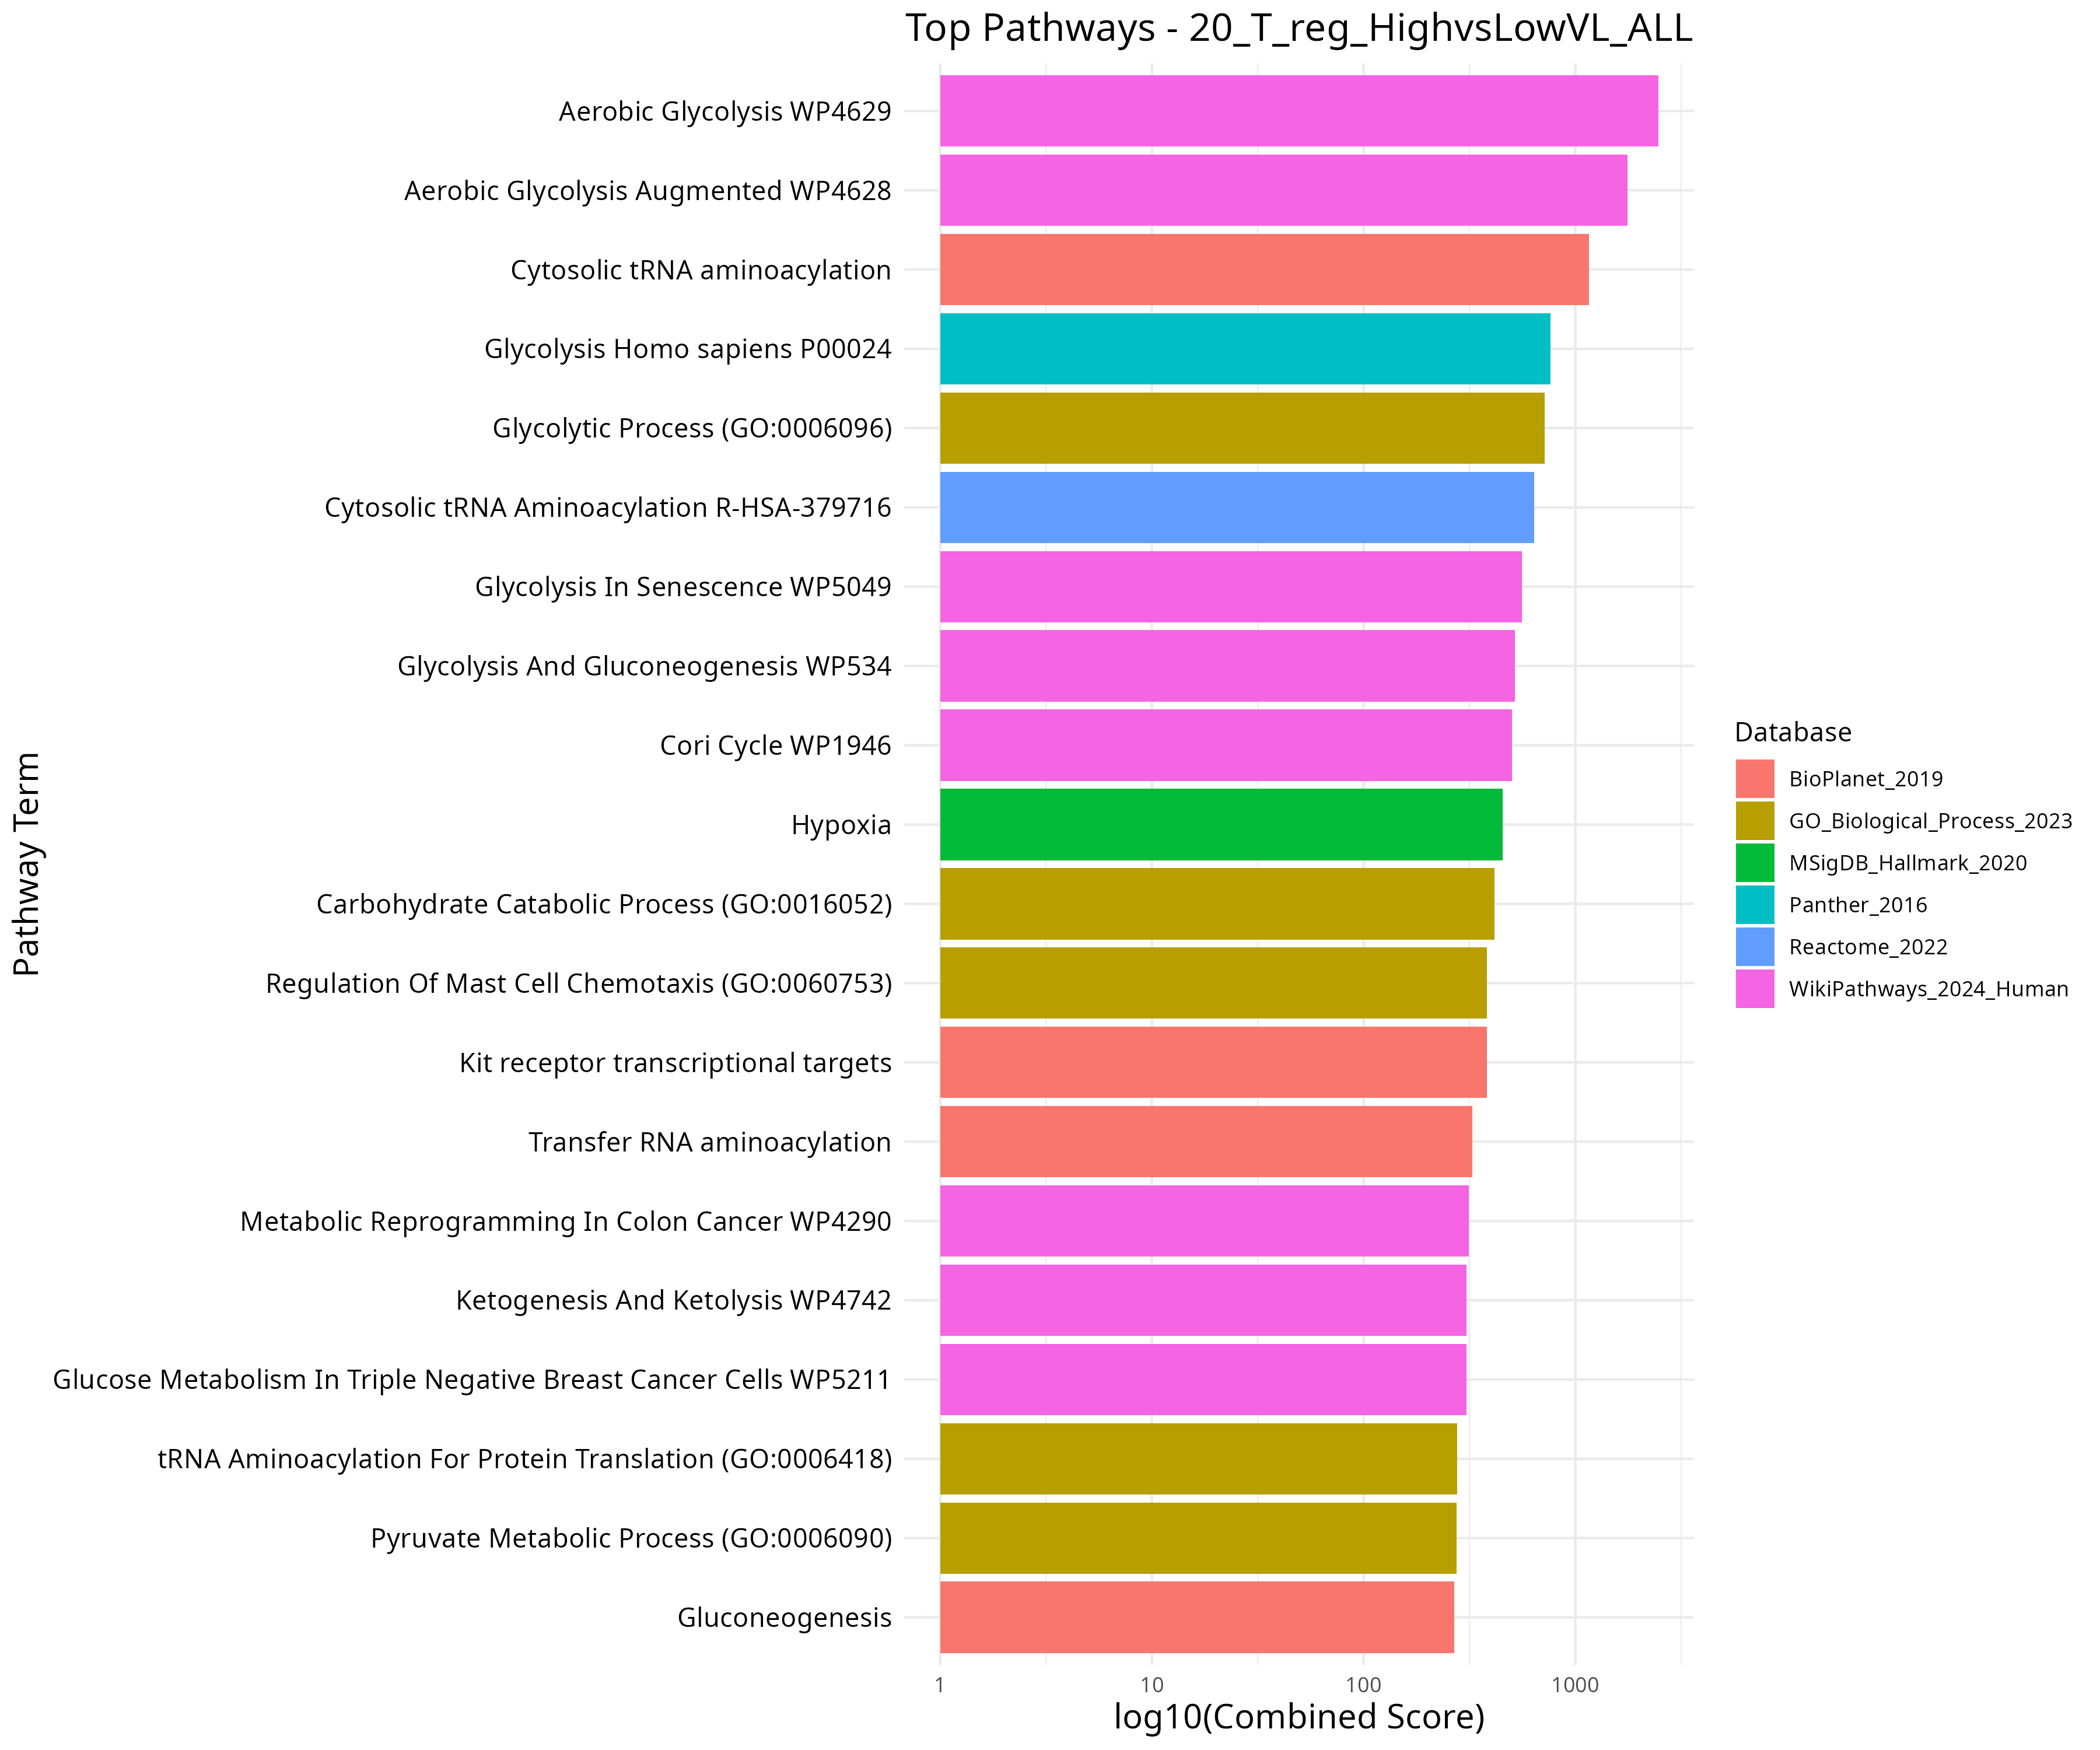 Top Pathways - 20_T_reg_HighvsLowVL_ALL
Pathway Term
Aerobic Glycolysis WP4629
Aerobic Glycolysis Augmented WP4628
Cytosolic tRNA aminoacylation
Glycolysis Homo sapiens P00024
Glycolytic Process (GO:0006096)
Cytosolic tRNA Aminoacylation R-HSA-379716
Glycolysis In Senescence WP5049
Glycolysis And Gluconeogenesis WP534
Cori Cycle WP1946
Hypoxia
Carbohydrate Catabolic Process (GO:0016052)
Regulation Of Mast Cell Chemotaxis (GO:0060753)
Kit receptor transcriptional targets
Transfer RNA aminoacylation
Metabolic Reprogramming In Colon Cancer WP4290
Ketogenesis And Ketolysis WP4742
Glucose Metabolism In Triple Negative Breast Cancer Cells WP5211
tRNA Aminoacylation For Protein Translation (GO:0006418)
Pyruvate Metabolic Process (GO:0006090)
Gluconeogenesis
1 10 100 1000
log10(Combined Score)
Database
BioPlanet_2019
GO_Biological_Process_2023
MSigDB_Hallmark_2020
Panther_2016
Reactome_2022
WikiPathways_2024_Human